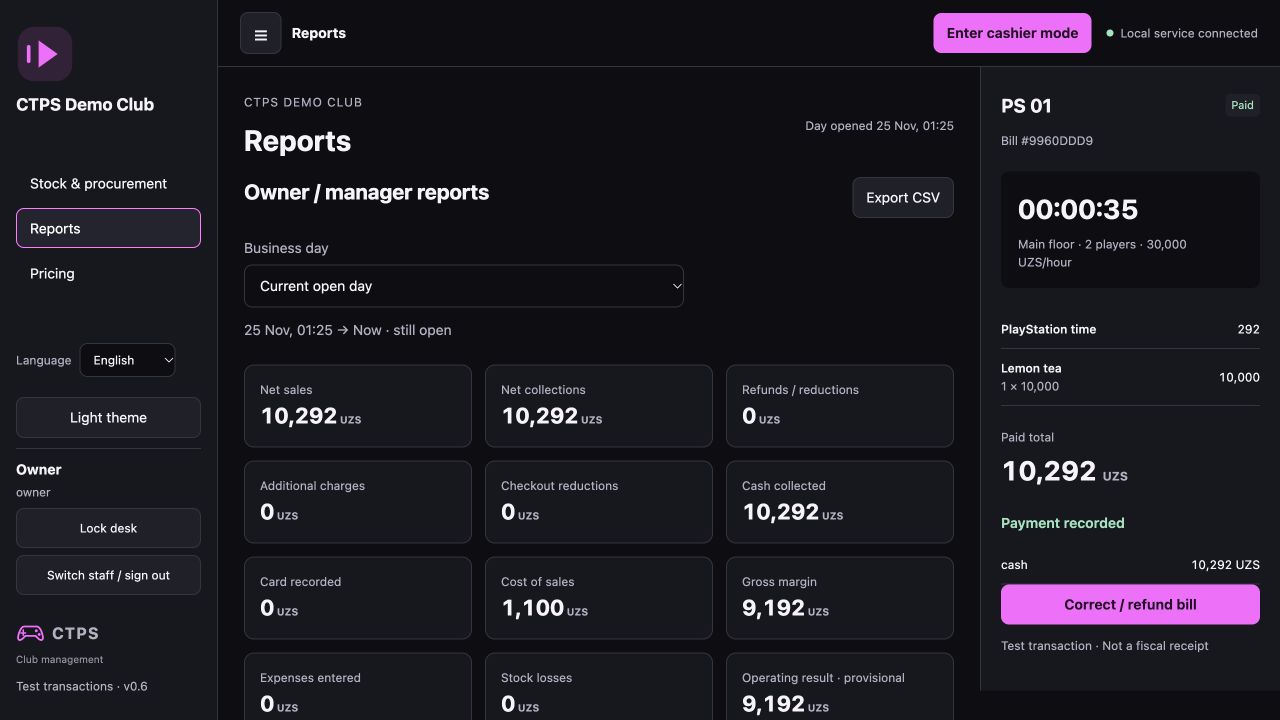 CTPS Demo Club
Stock & procurement
Reports
Pricing
Language
English
Light theme
Owner
owner
Lock desk
Switch staff / sign out
CTPS
Club management
Test transactions · v0.6
Reports
Enter cashier mode
Local service connected
CTPS DEMO CLUB
Reports
Day opened 25 Nov, 01:25
Owner / manager reports
Export CSV
Business day
Current open day
25 Nov, 01:25 → Now · still open
Net sales
10,292 UZS
Net collections
10,292 UZS
Refunds / reductions
0 UZS
Additional charges
0 UZS
Checkout reductions
0 UZS
Cash collected
10,292 UZS
Card recorded
0 UZS
Cost of sales
1,100 UZS
Gross margin
9,192 UZS
Expenses entered
0 UZS
Stock losses
0 UZS
Operating result · provisional
9,192 UZS
PS 01
Paid
Bill #9960DDD9
00:00:35
Main floor · 2 players · 30,000
UZS/hour
PlayStation time 292
Lemon tea
1 × 10,000
10,000
Paid total
10,292 UZS
Payment recorded
cash 10,292 UZS
Correct / refund bill
Test transaction · Not a fiscal receipt